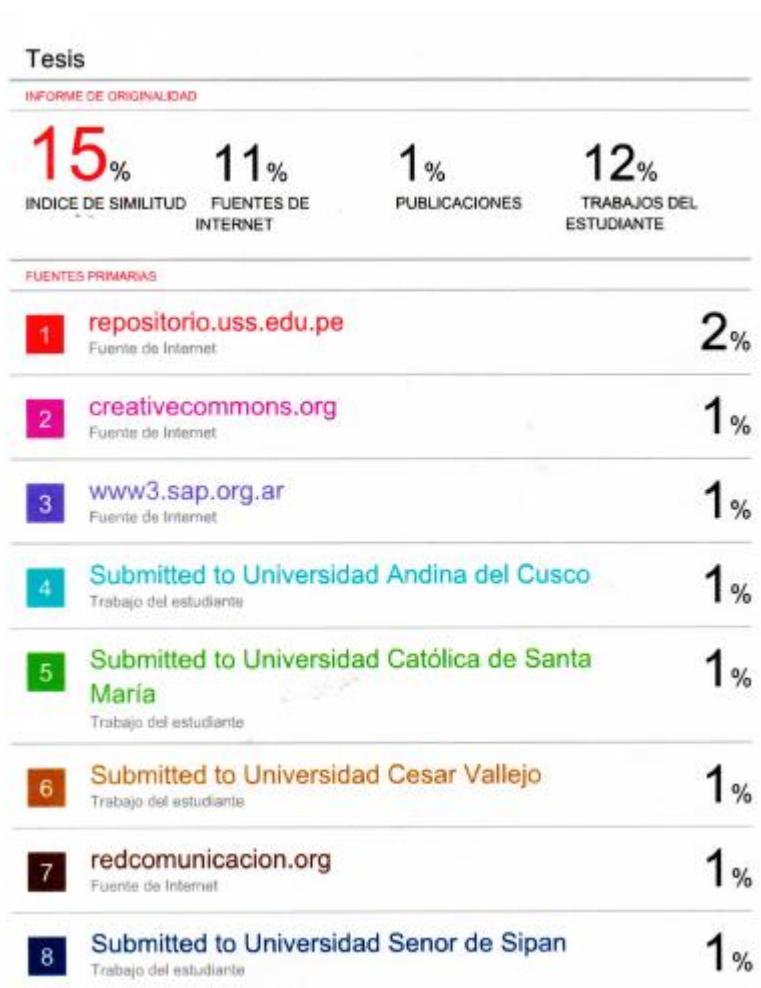 Tesis
INFORME DE ORIGINALIDAD
15% 11% 1% 12%
INDICE DE SIMILITUD FUENTES DE INTERNET PUBLICACIONES TRABAJOS DEL ESTUDIANTE
FUENTES PRIMARIAS
1 repositorio.uss.edu.pe 2%
Fuente de Internet
2 creativecommons.org 1%
Fuente de Internet
3 www3.sap.org.ar 1%
Fuente de Internet
4 Submitted to Universidad Andina del Cusco 1%
Trabajo del estudiante
5 Submitted to Universidad Católica de Santa 1%
María
Trabajo del estudiante
6 Submitted to Universidad Cesar Vallejo 1%
Trabajo del estudiante
7 redcomunicacion.org 1%
Fuente de Internet
8 Submitted to Universidad Senor de Sipan 1%
Trabajo del estudiante